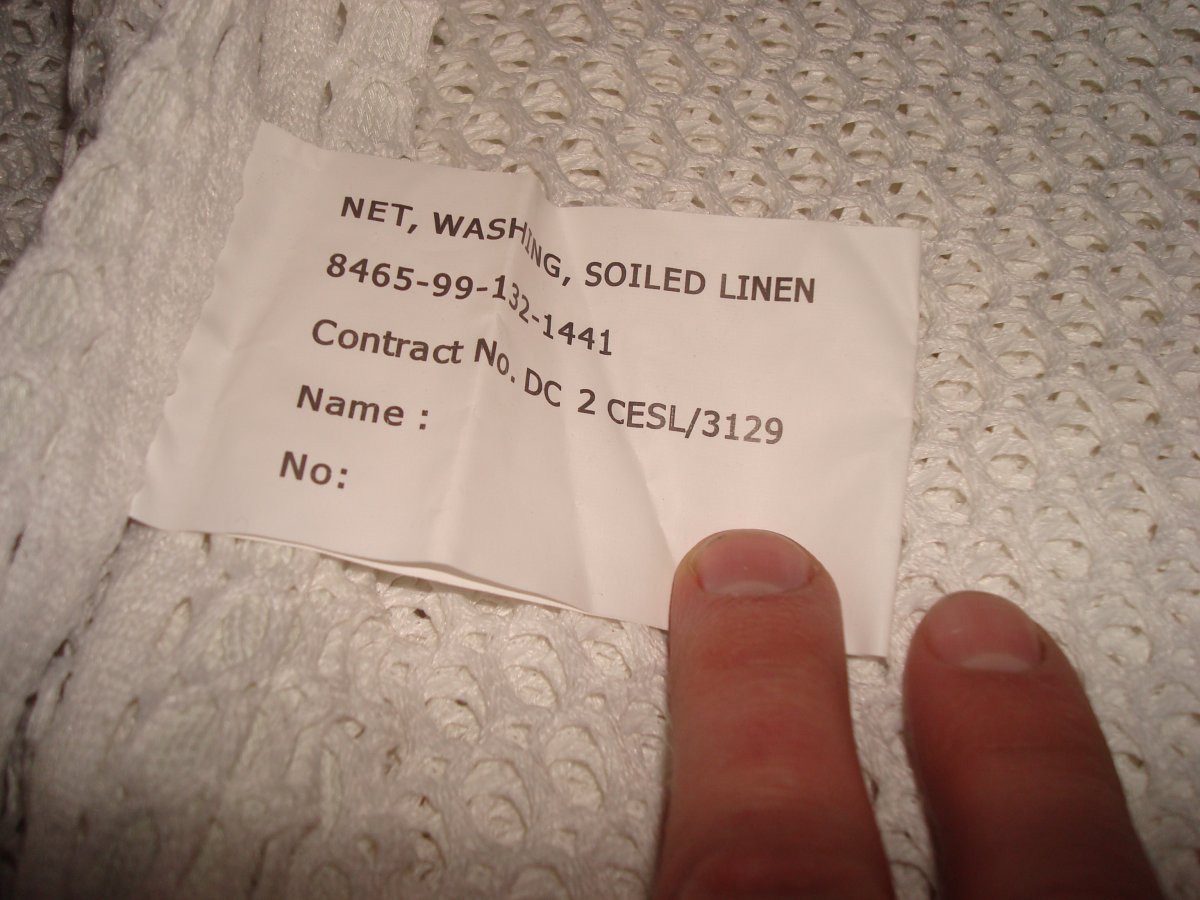 NET, WASHING, SOILED LINEN
8465-99-132-1441
Contract No. DC 2 CESL/3129
Name :
No: